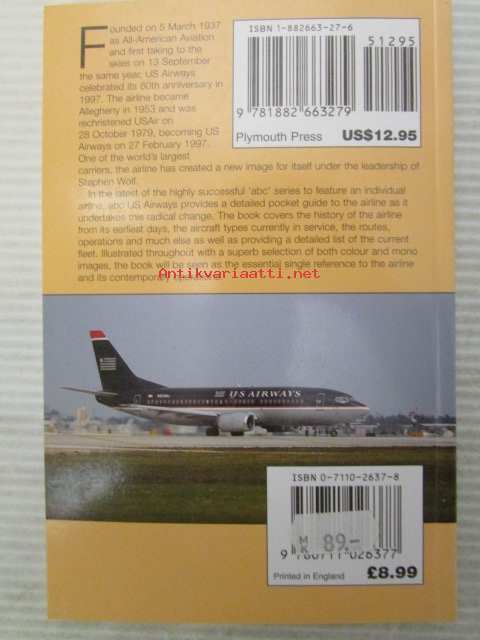 Founded on 5 March 1937
as All-American Aviation
and first taking to the
skies on 13 September
the same year, US Airways
celebrated its 60th anniversary in
1997. The airline became
Allegheny in 1953 and was
rechristened USAir on
28 October 1979, becoming US
Airways on 27 February 1997.
One of the world's largest
carriers, the airline has created a new image for itself under the leadership of
Stephen Wolf.
In the latest of the highly successful 'abc' series to feature an individual
airline, abc US Airways provides a detailed pocket guide to the airline as it
undertakes this radical change. The book covers the history of the airline
from its earliest days, the aircraft types currently in service, the routes,
operations and much else as well as providing a detailed list of the current
fleet. Illustrated throughout with a superb selection of both colour and mono
images, the book will be seen as the essential single reference to the airline
and its contemporary
ISBN 1-882663-27-6
51295
9 781882 663279
Plymouth Press US$12.95
Antikvariaatti.net
US AIRWAYS
ISBN 0-7110-2637-8
MK 89.-
9 780711 026377
Printed in England £8.99